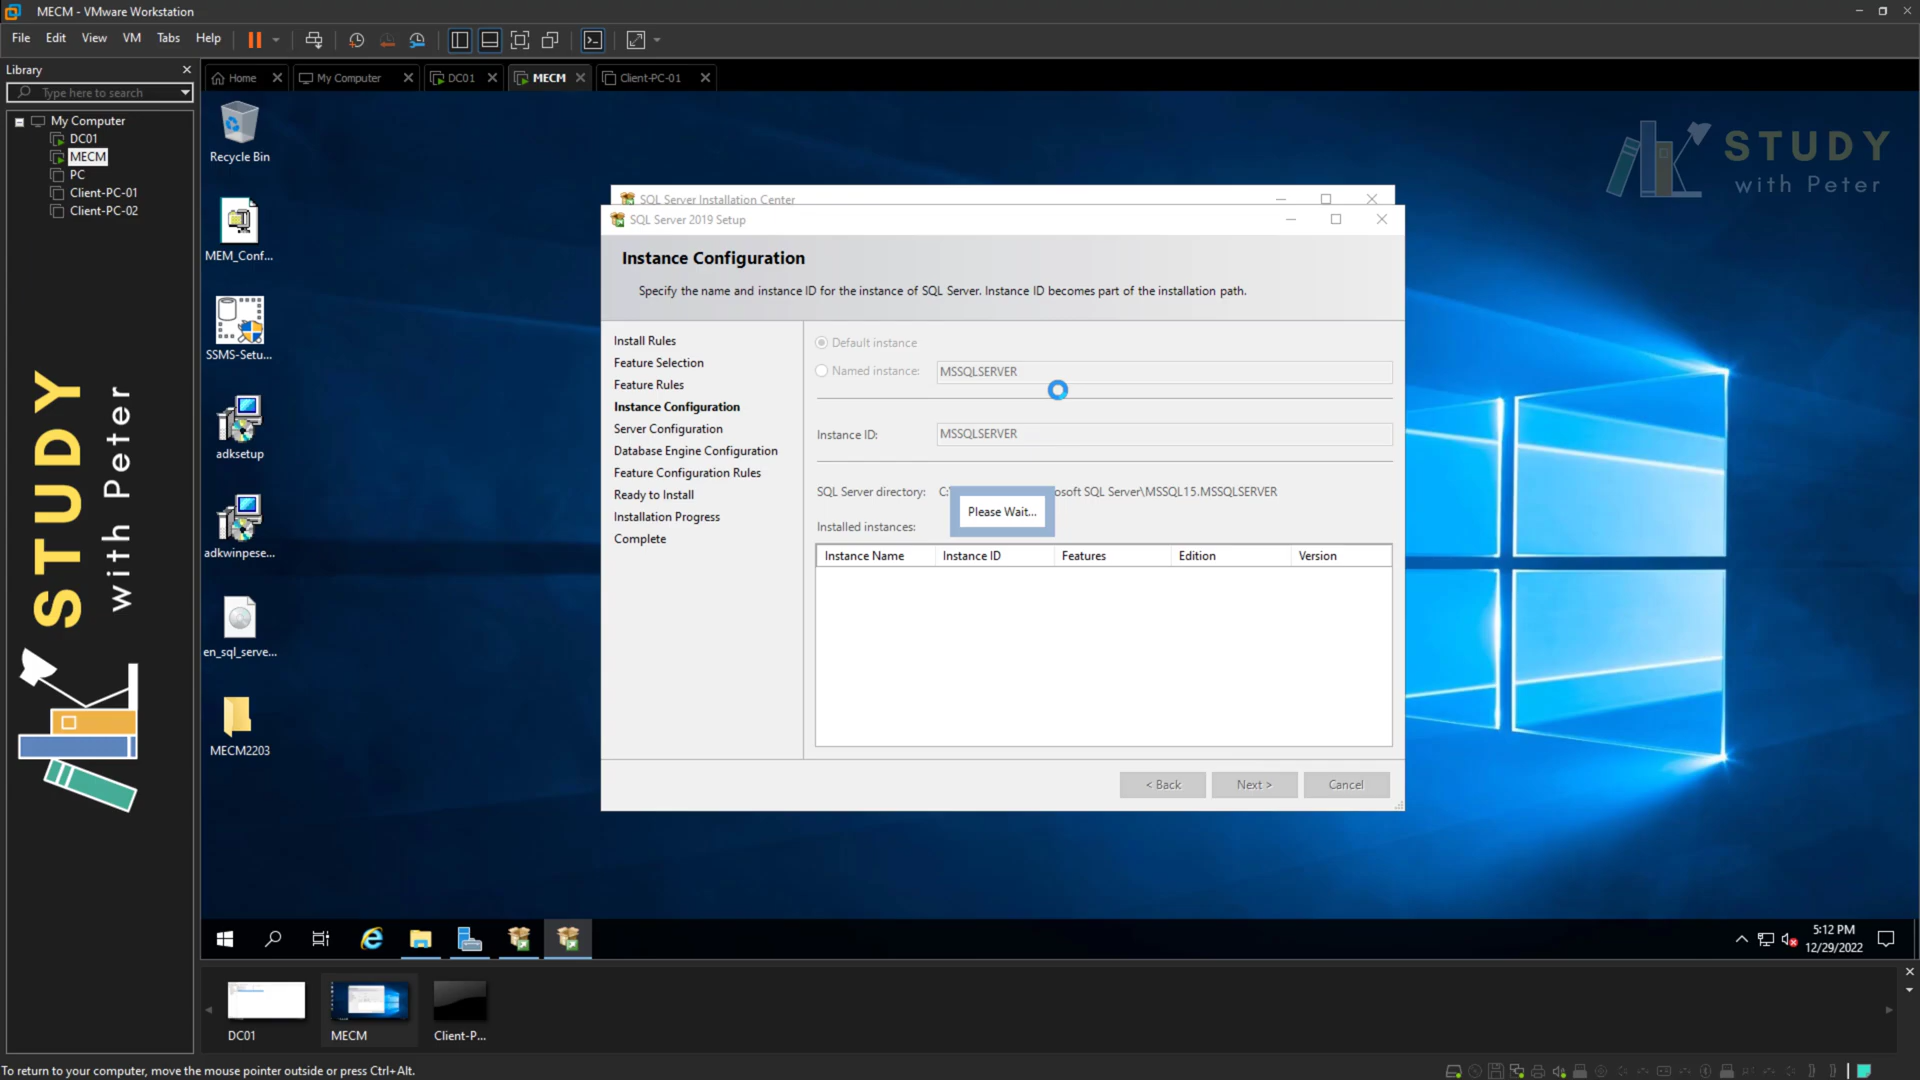 MECM - VMware Workstation
File Edit View VM Tabs Help
Library
Type here to search
My Computer
DC01
MECM
PC
Client-PC-01
Client-PC-02
STUDY
with Peter
Home
My Computer
DC01
MECM
Client-PC-01
Recycle Bin
MEM_Conf...
SSMS-Setu...
adksetup
adkwinpese...
en_sql_serve...
MECM2203
STUDY
with Peter
SQL Server Installation Center
SQL Server 2019 Setup
Instance Configuration
Specify the name and instance ID for the instance of SQL Server. Instance ID becomes part of the installation path.
Install Rules
Feature Selection
Feature Rules
Instance Configuration
Server Configuration
Database Engine Configuration
Feature Configuration Rules
Ready to Install
Installation Progress
Complete
Default instance
Named instance: MSSQLSERVER
Instance ID: MSSQLSERVER
SQL Server directory: C:\ osoft SQL Server\MSSQL15.MSSQLSERVER
Please Wait...
Installed instances:
Instance Name Instance ID Features Edition Version
< Back Next > Cancel
5:12 PM
12/29/2022
DC01
MECM
Client-P...
To return to your computer, move the mouse pointer outside or press Ctrl+Alt.